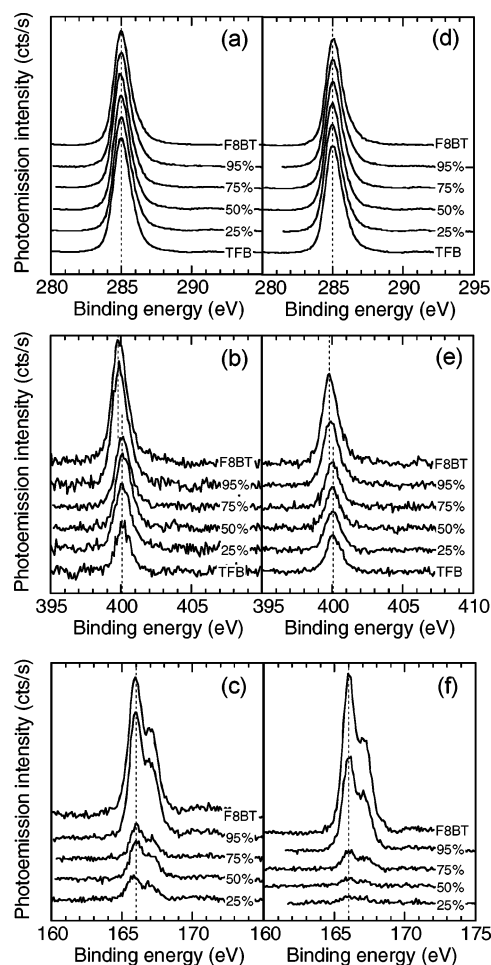 Photoemission intensity (cts/s)
(a)
F8BT
95%
75%
50%
25%
TFB
280 285 290
Binding energy (eV)
(d)
F8BT
95%
75%
50%
25%
TFB
280 285 290 295
Binding energy (eV)
Photoemission intensity (cts/s)
(b)
F8BT
95%
75%
50%
25%
TFB
395 400 405
Binding energy (eV)
(e)
F8BT
95%
75%
50%
25%
TFB
395 400 405 410
Binding energy (eV)
Photoemission intensity (cts/s)
(c)
F8BT
95%
75%
50%
25%
160 165 170
Binding energy (eV)
(f)
F8BT
95%
75%
50%
25%
160 165 170 175
Binding energy (eV)